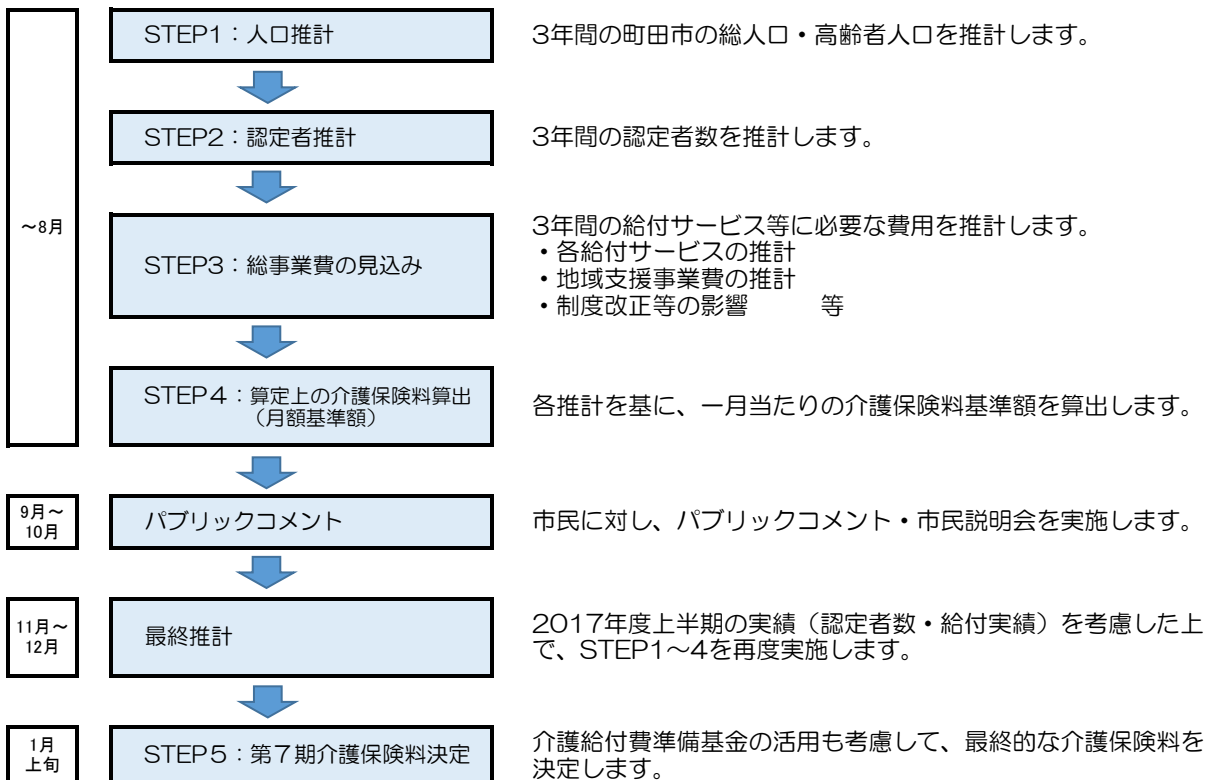 ～8月
STEP1：人口推計
3年間の町田市の総人口・高齢者人口を推計します。
STEP2：認定者推計
3年間の認定者数を推計します。
STEP3：総事業費の見込み
3年間の給付サービス等に必要な費用を推計します。
・各給付サービスの推計
・地域支援事業費の推計
・制度改正等の影響　　　等
STEP4：算定上の介護保険料算出
（月額基準額）
各推計を基に、一月当たりの介護保険料基準額を算出します。
9月～
10月
パブリックコメント
市民に対し、パブリックコメント・市民説明会を実施します。
11月～
12月
最終推計
2017年度上半期の実績（認定者数・給付実績）を考慮した上
で、STEP1～4を再度実施します。
1月
上旬
STEP5：第7期介護保険料決定
介護給付費準備基金の活用も考慮して、最終的な介護保険料を
決定します。